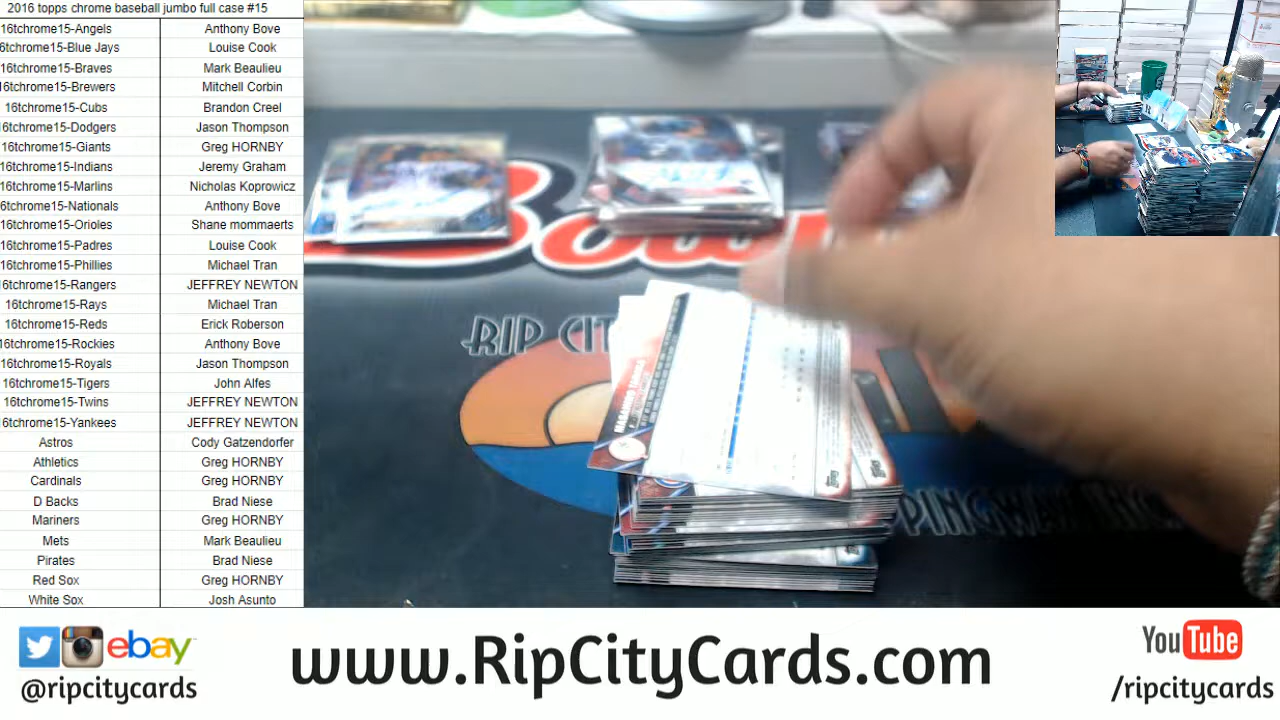 2016 topps chrome baseball jumbo full case #15
16tchrome15-Angels Anthony Bove
6tchrome15-Blue Jays Louise Cook
16tchrome15-Braves Mark Beaulieu
16tchrome15-Brewers Mitchell Corbin
16tchrome15-Cubs Brandon Creel
16tchrome15-Dodgers Jason Thompson
16tchrome15-Giants Greg HORNBY
16tchrome15-Indians Jeremy Graham
16tchrome15-Marlins Nicholas Koprowicz
6tchrome15-Nationals Anthony Bove
16tchrome15-Orioles Shane mommaerts
16tchrome15-Padres Louise Cook
16tchrome15-Phillies Michael Tran
16tchrome15-Rangers JEFFREY NEWTON
16tchrome15-Rays Michael Tran
16tchrome15-Reds Erick Roberson
16tchrome15-Rockies Anthony Bove
16tchrome15-Royals Jason Thompson
16tchrome15-Tigers John Alfes
16tchrome15-Twins JEFFREY NEWTON
16tchrome15-Yankees JEFFREY NEWTON
Astros Cody Gatzendorfer
Athletics Greg HORNBY
Cardinals Greg HORNBY
D Backs Brad Niese
Mariners Greg HORNBY
Mets Mark Beaulieu
Pirates Brad Niese
Red Sox Greg HORNBY
White Sox Josh Asunto
RIP CIT
ebay
@ripcitycards
www.RipCityCards.com
YouTube
/ripcitycards